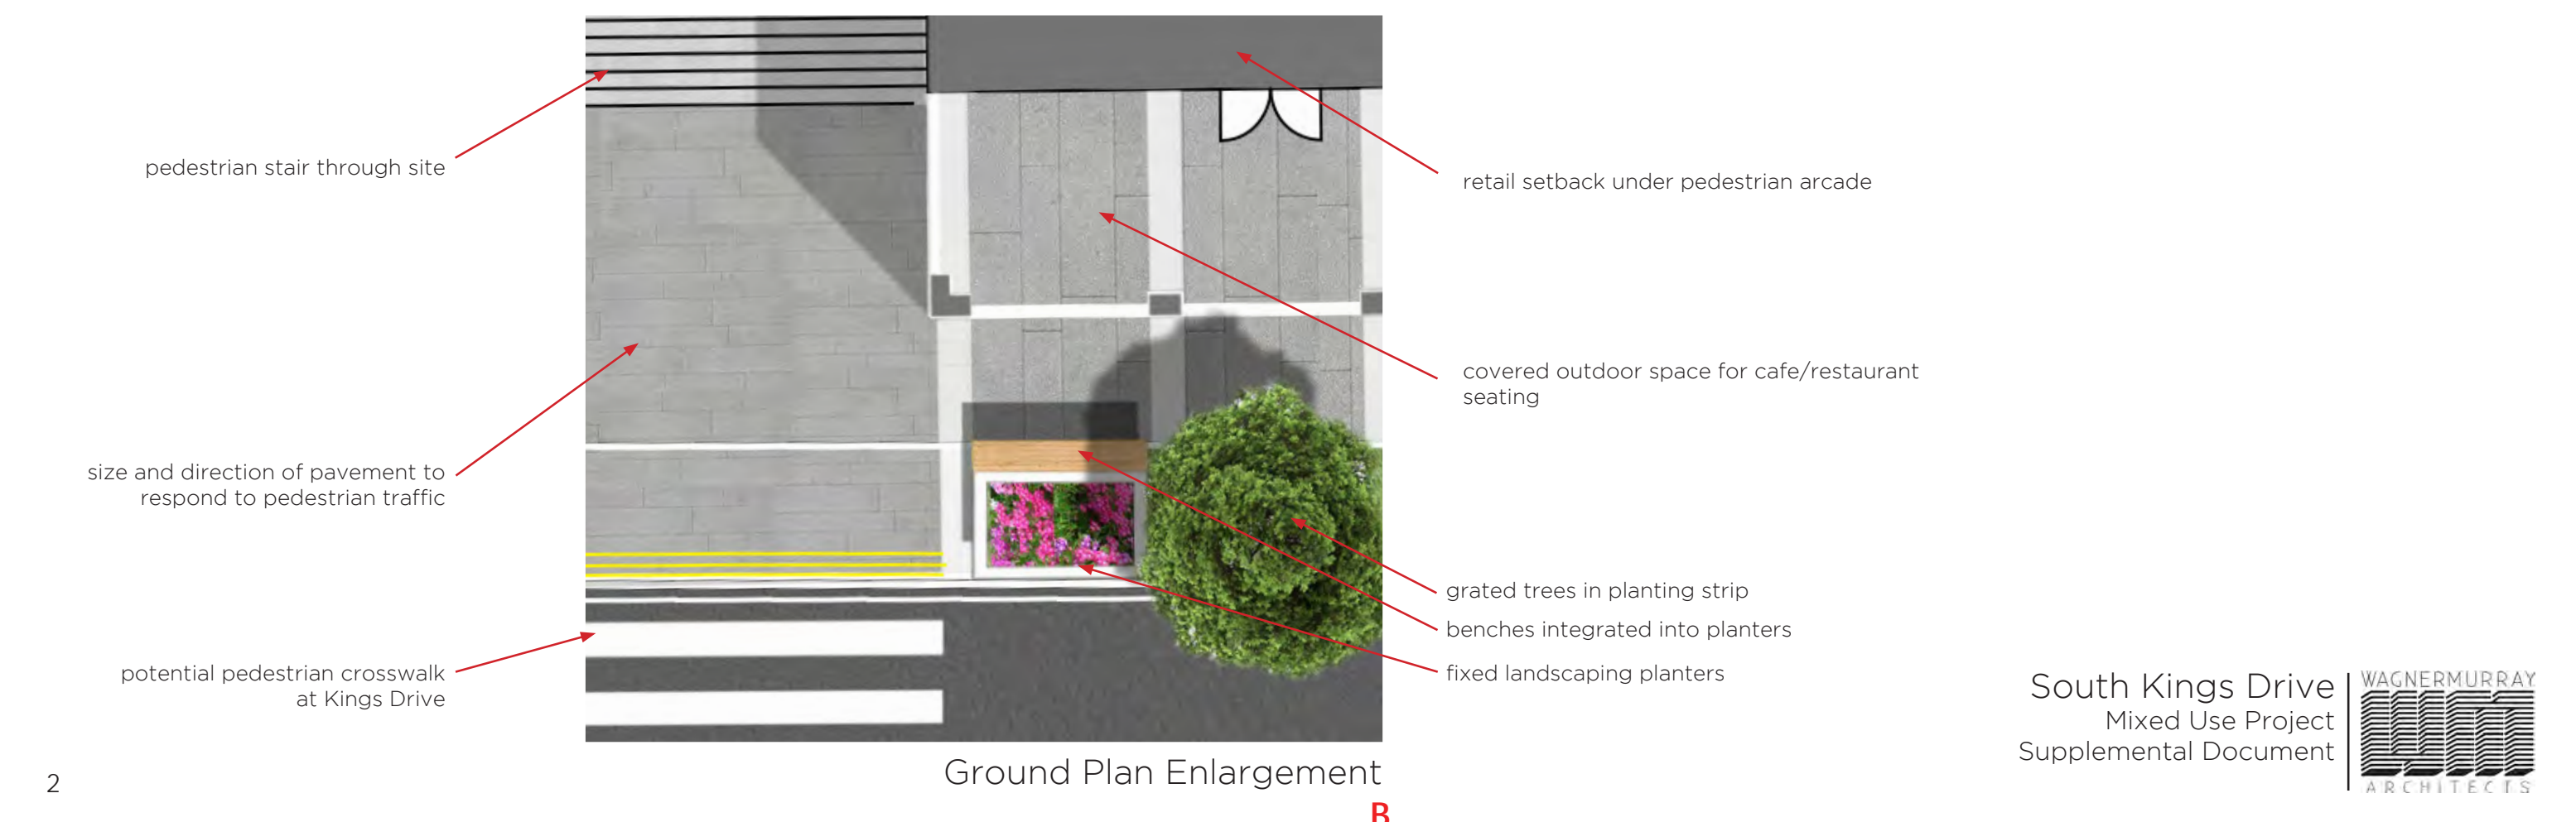 pedestrian stair through site
size and direction of pavement to
respond to pedestrian traffic
potential pedestrian crosswalk
at Kings Drive
retail setback under pedestrian arcade
covered outdoor space for cafe/restaurant
seating
grated trees in planting strip
benches integrated into planters
fixed landscaping planters
Ground Plan Enlargement
B
2
South Kings Drive
Mixed Use Project
Supplemental Document
WAGNERMURRAY
ARCHITECTS